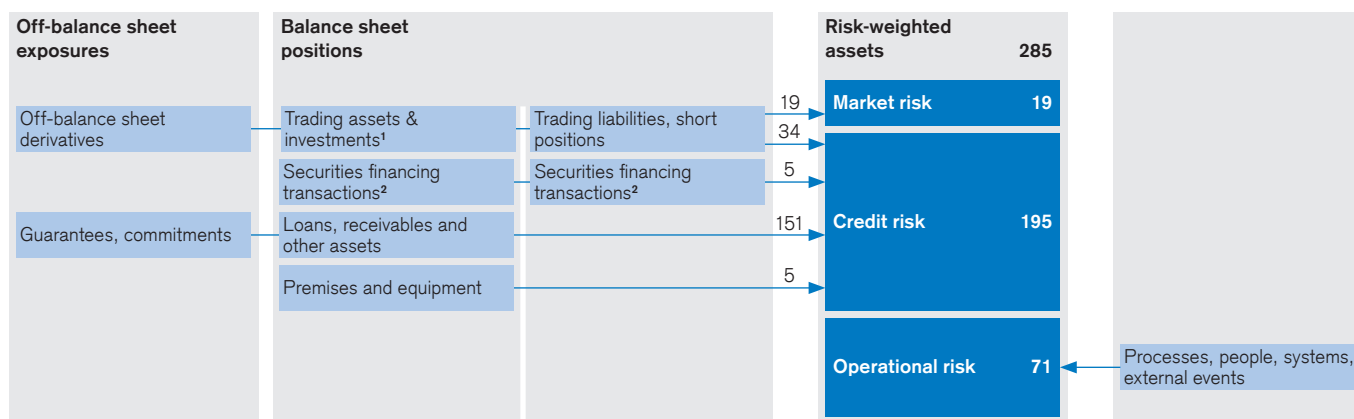 Off-balance sheet
exposures
Balance sheet
positions
Risk-weighted
assets 285
Off-balance sheet
derivatives
Trading assets &
investments¹
Trading liabilities, short
positions
19
34
Market risk 19
Securities financing
transactions²
Securities financing
transactions²
5
Guarantees, commitments
Loans, receivables and
other assets
151
Credit risk 195
Premises and equipment
5
Operational risk 71
Processes, people, systems,
external events